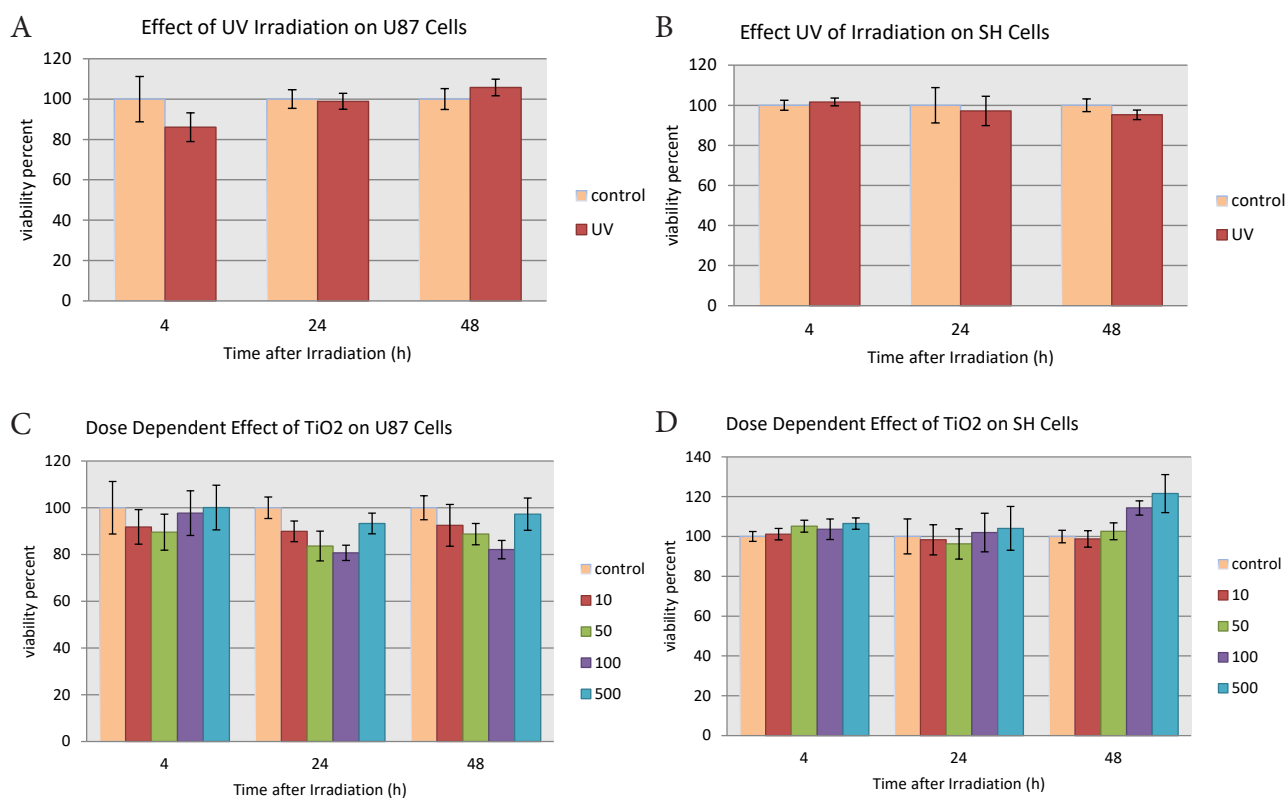 A
Effect of UV Irradiation on U87 Cells
120
100
80
60
40
20
0
viability percent
4
24
48
Time after Irradiation (h)
control
UV
B
Effect UV of Irradiation on SH Cells
120
100
80
60
40
20
0
viability percent
4
24
48
Time after Irradiation (h)
control
UV
C
Dose Dependent Effect of TiO2 on U87 Cells
120
100
80
60
40
20
0
viability percent
4
24
48
Time after Irradiation (h)
control
10
50
100
500
D
Dose Dependent Effect of TiO2 on SH Cells
140
120
100
80
60
40
20
0
viability percent
4
24
48
Time after Irradiation (h)
control
10
50
100
500